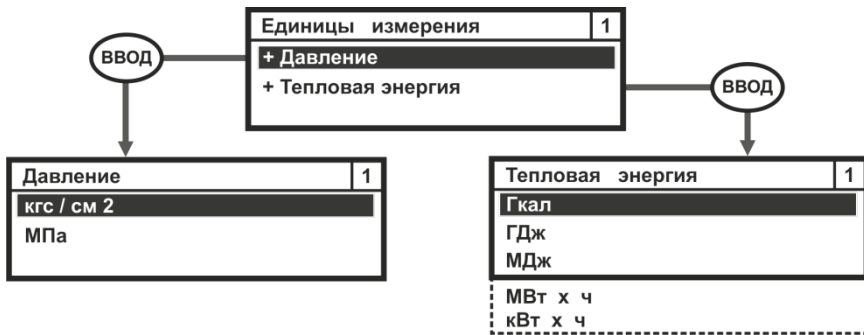 Единицы измерения 1
+ Давление
+ Тепловая энергия
ВВОД
ВВОД
Давление 1
кгс / см 2
МПа
Тепловая энергия 1
Гкал
ГДж
МДж
МВт х ч
кВт х ч